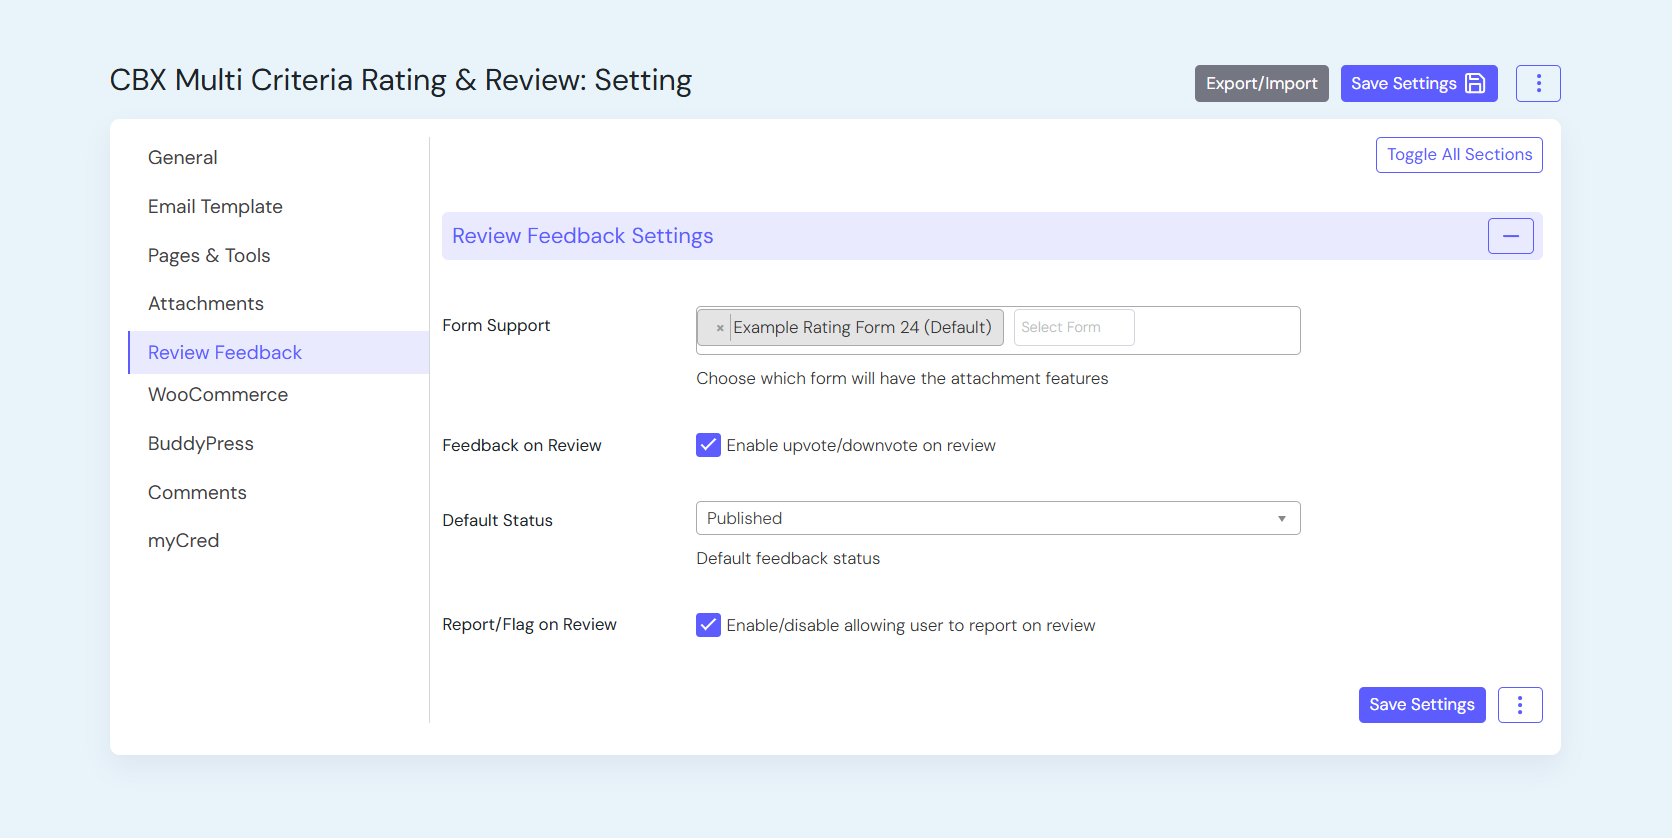 CBX Multi Criteria Rating & Review: Setting
Export/Import
Save Settings
General
Email Template
Pages & Tools
Attachments
Review Feedback
WooCommerce
BuddyPress
Comments
myCred
Toggle All Sections
Review Feedback Settings
Form Support
× Example Rating Form 24 (Default)
Select Form
Choose which form will have the attachment features
Feedback on Review
Enable upvote/downvote on review
Default Status
Published
Default feedback status
Report/Flag on Review
Enable/disable allowing user to report on review
Save Settings